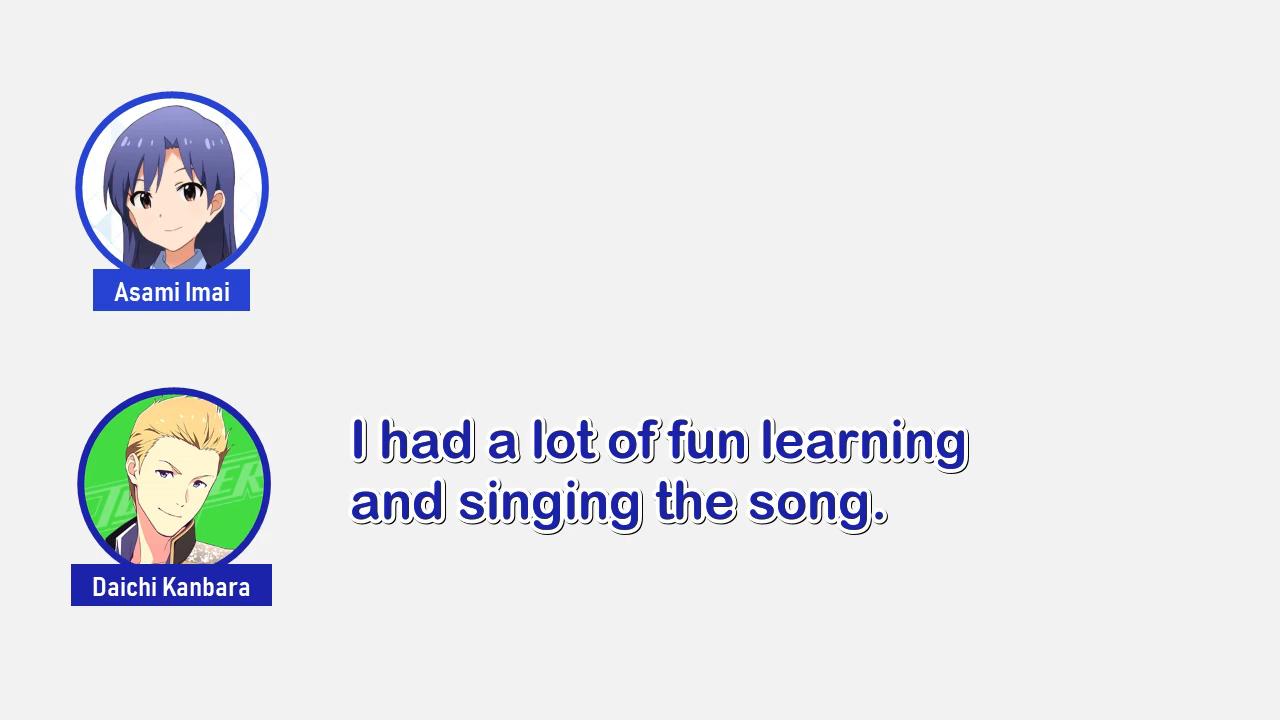 Asami Imai
I had a lot of fun learning
and singing the song.
Daichi Kanbara